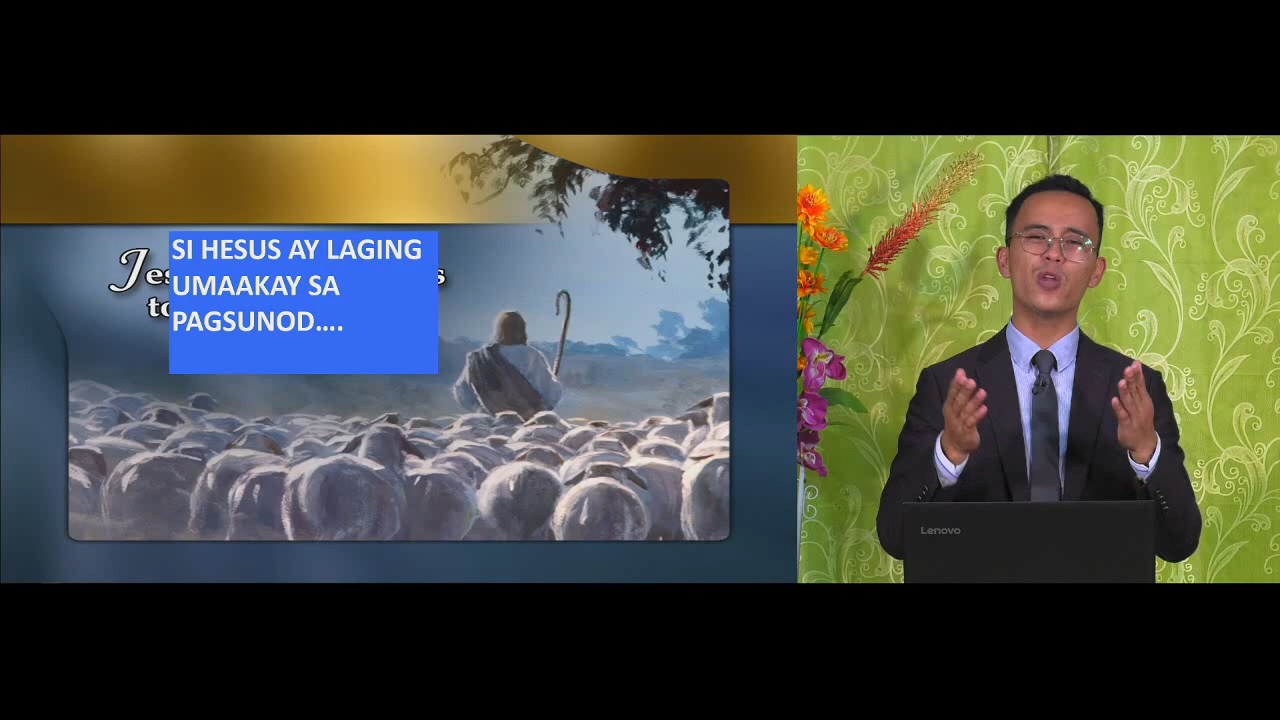 SI HESUS AY LAGING
UMAAKAY SA
PAGSUNOD....
Lenovo